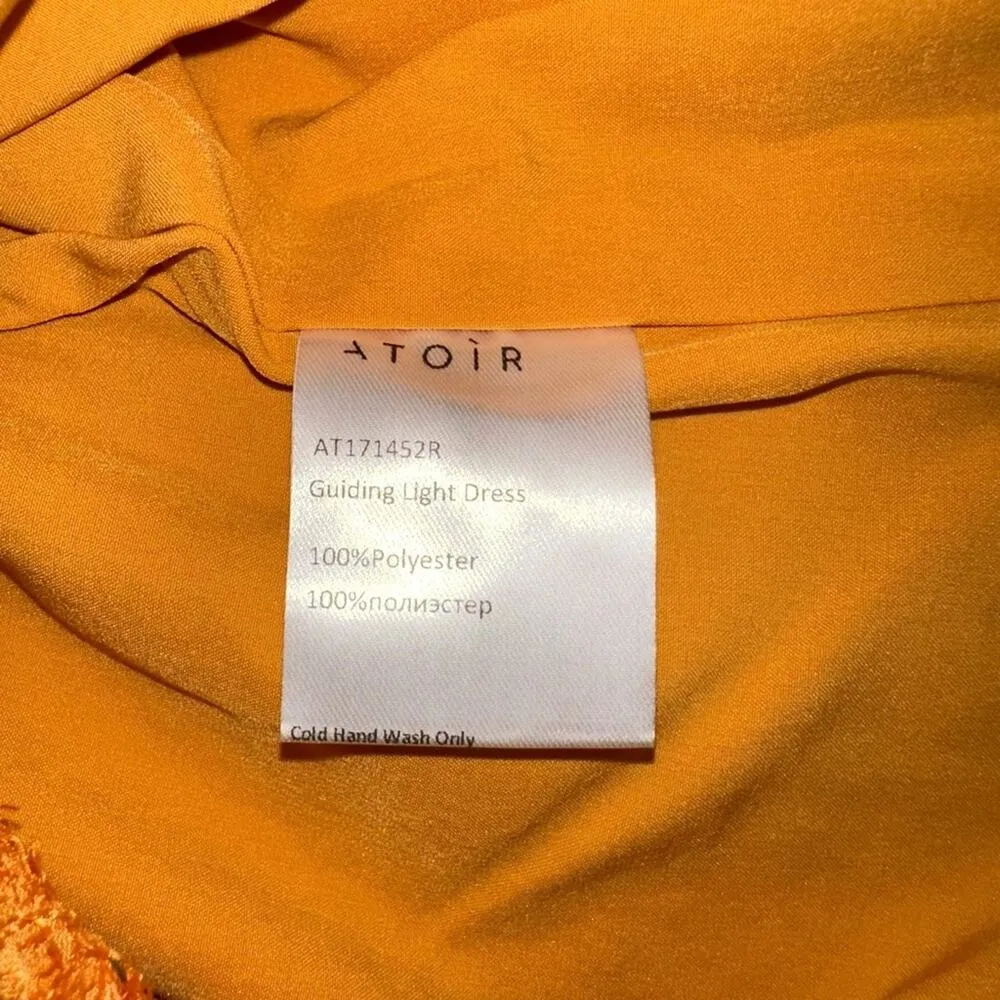 ATOÌR
AT171452R
Guiding Light Dress
100%Polyester
100%полиэстер
Cold Hand Wash Only